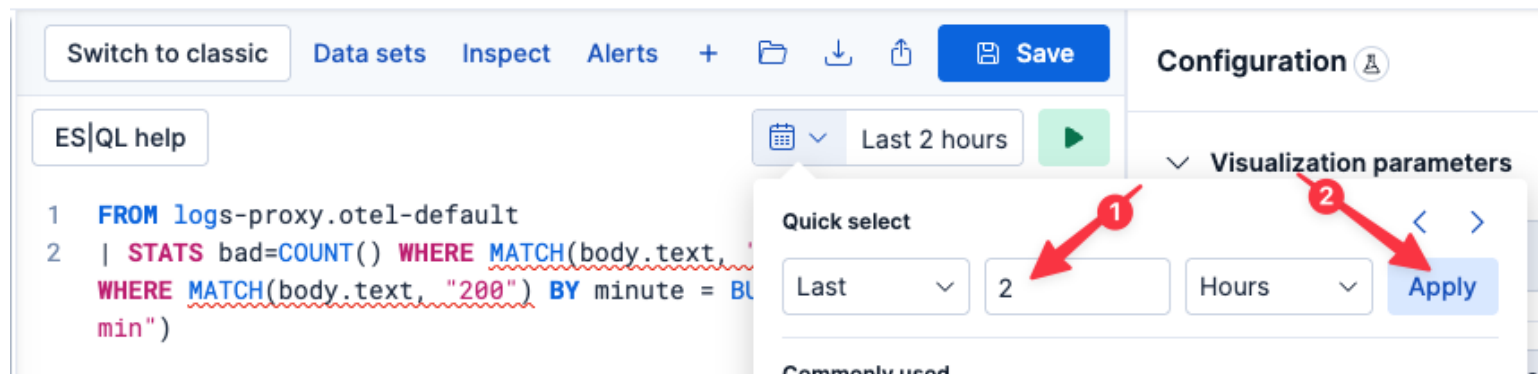 Switch to classic Data sets Inspect Alerts + Save
Configuration
ES|QL help Last 2 hours
Visualization parameters
1 FROM logs-proxy.otel-default
2 | STATS bad=COUNT() WHERE MATCH(body.text, "
WHERE MATCH(body.text, "200") BY minute = BU
min")
Quick select
1
2
Last 2 Hours Apply
Commonly used